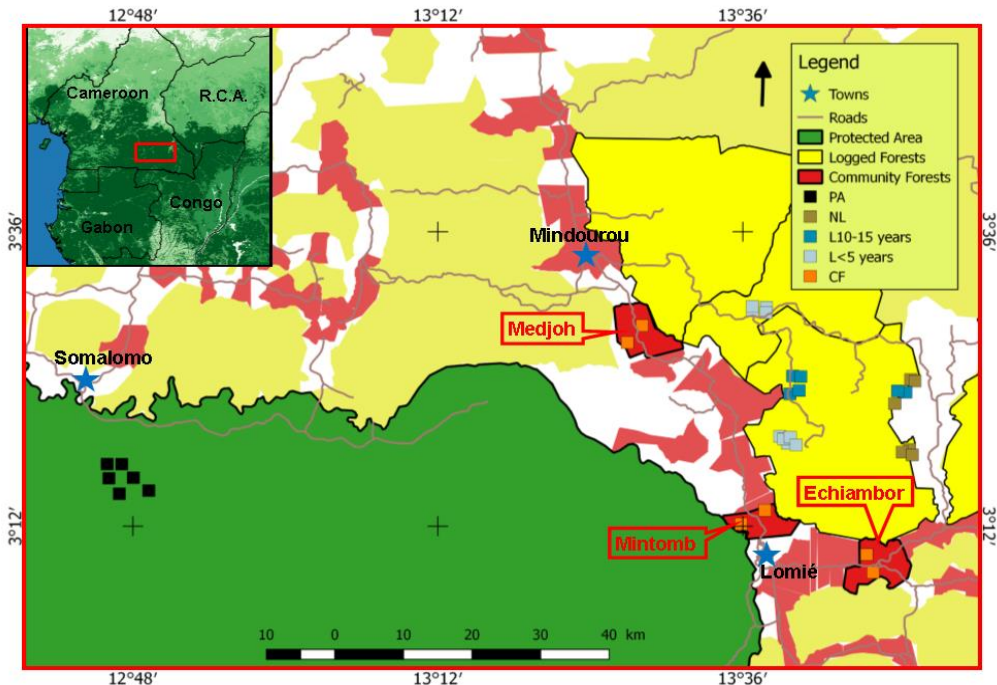 12°48′ 13°12′ 13°36′
Cameroon
R.C.A.
Gabon
Congo
Legend
Towns
Roads
Protected Area
Logged Forests
Community Forests
PA
NL
L10-15 years
L<5 years
CF
3°36′
3°36′
Mindourou
Medjoh
Somalomo
Echiambor
3°12′
3°12′
Mintomb
Lomié
10 0 10 20 30 40 km
12°48′ 13°12′ 13°36′